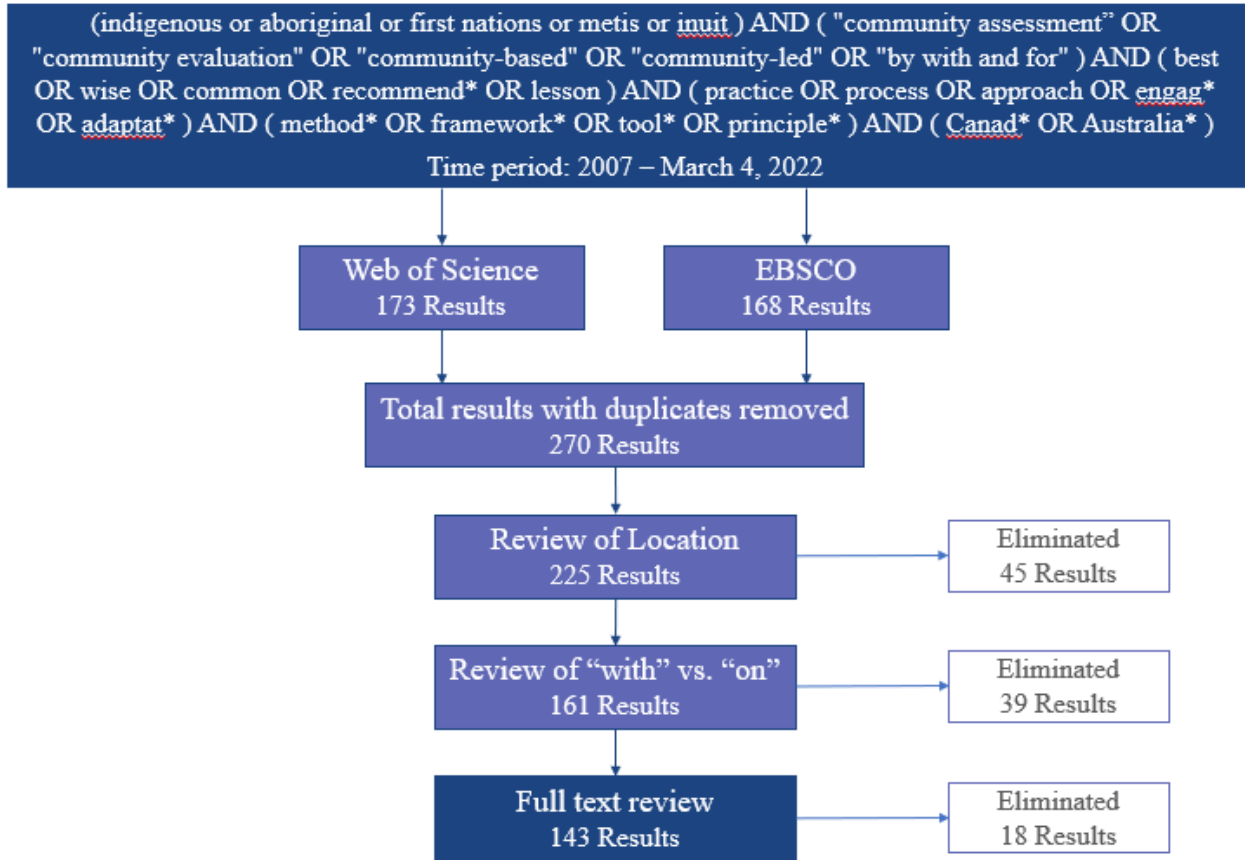 (indigenous or aboriginal or first nations or metis or inuit ) AND ( "community assessment” OR
"community evaluation" OR "community-based" OR "community-led" OR "by with and for" ) AND ( best
OR wise OR common OR recommend* OR lesson ) AND ( practice OR process OR approach OR engag*
OR adaptat* ) AND ( method* OR framework* OR tool* OR principle* ) AND ( Canad* OR Australia* )
Time period: 2007 – March 4, 2022
Web of Science
173 Results
EBSCO
168 Results
Total results with duplicates removed
270 Results
Review of Location
225 Results
Eliminated
45 Results
Review of “with” vs. “on”
161 Results
Eliminated
39 Results
Full text review
143 Results
Eliminated
18 Results